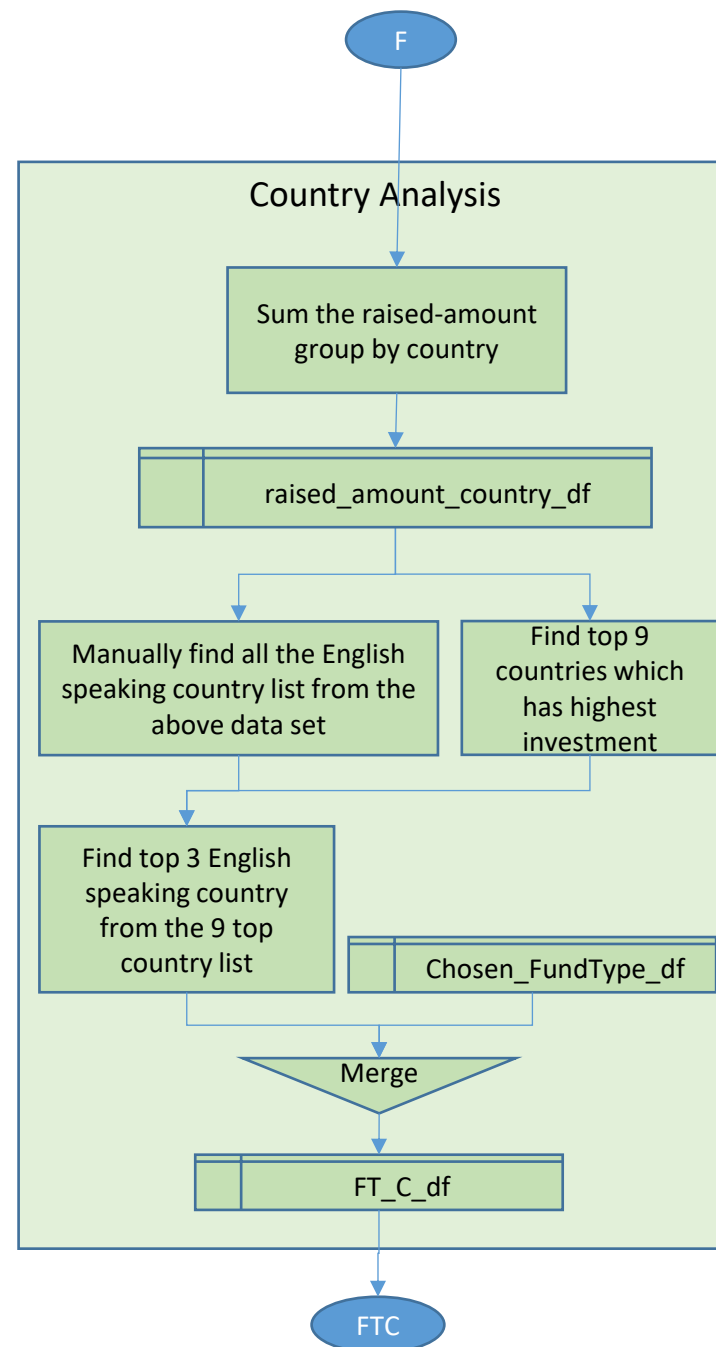 F
Country Analysis
Sum the raised-amount
group by country
raised_amount_country_df
Manually find all the English
speaking country list from the
above data set
Find top 9
countries which
has highest
investment
Find top 3 English
speaking country
from the 9 top
country list
Chosen_FundType_df
Merge
FT_C_df
FTC